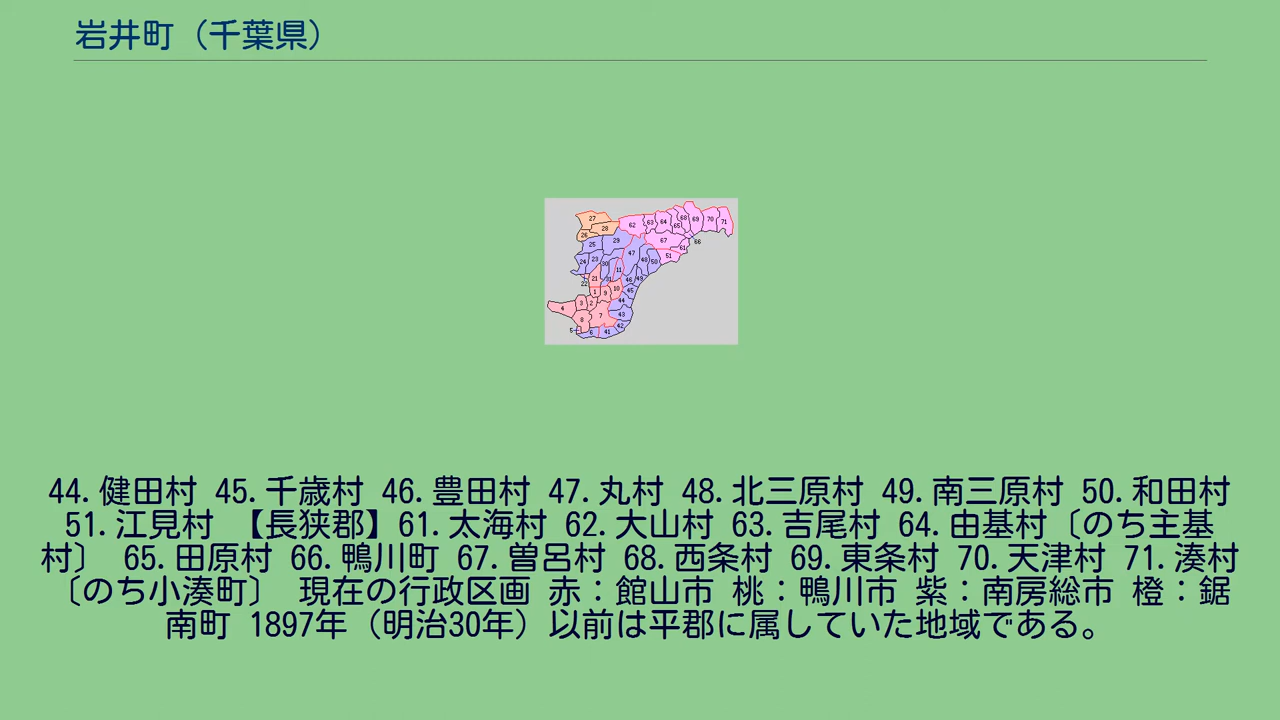 岩井町（千葉県）
44.健田村 45.千歳村 46.豊田村 47.丸村 48.北三原村 49.南三原村 50.和田村
51.江見村 【長狭郡】61.太海村 62.大山村 63.吉尾村 64.由基村〔のち主基
村〕 65.田原村 66.鴨川町 67.曽呂村 68.西条村 69.東条村 70.天津村 71.湊村
〔のち小湊町〕 現在の行政区画 赤：館山市 桃：鴨川市 紫：南房総市 橙：鋸
南町 1897年（明治30年）以前は平郡に属していた地域である。